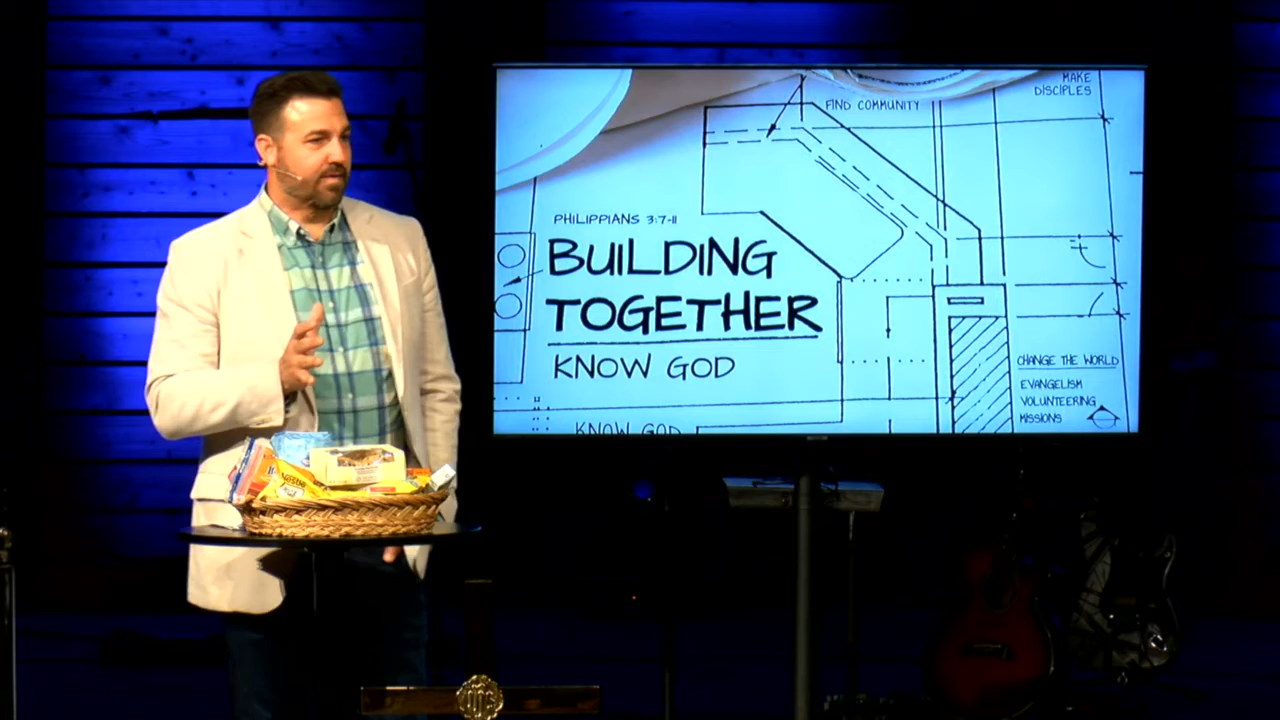 MAKE
DISCIPLES
FIND COMMUNITY
PHILIPPIANS 3:7-11
BUILDING
TOGETHER
KNOW GOD
CHANGE THE WORLD
EVANGELISM
VOLUNTEERING
MISSIONS
KNOW GOD
Nestle